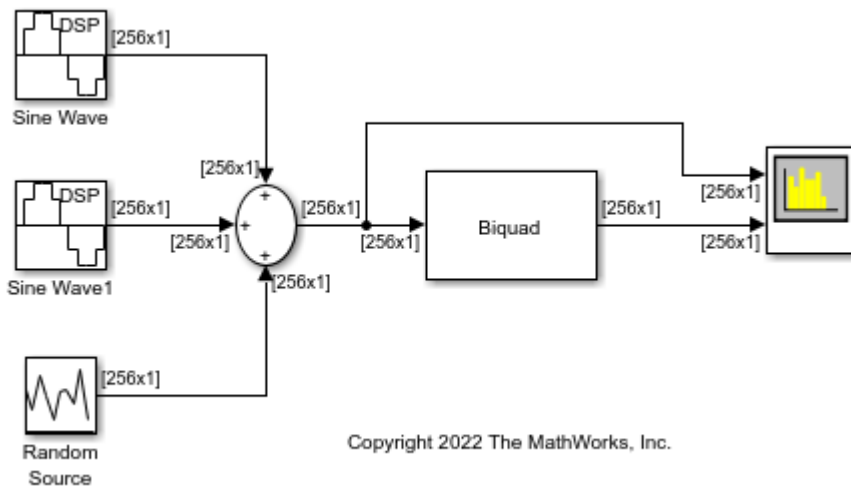 DSP
[256x1]
Sine Wave
[256x1]
+
DSP
[256x1]
Sine Wave1
[256x1]
+
+
[256x1]
[256x1]
[256x1]
Biquad
[256x1]
[256x1]
[256x1]
[256x1]
Random
Source
Copyright 2022 The MathWorks, Inc.